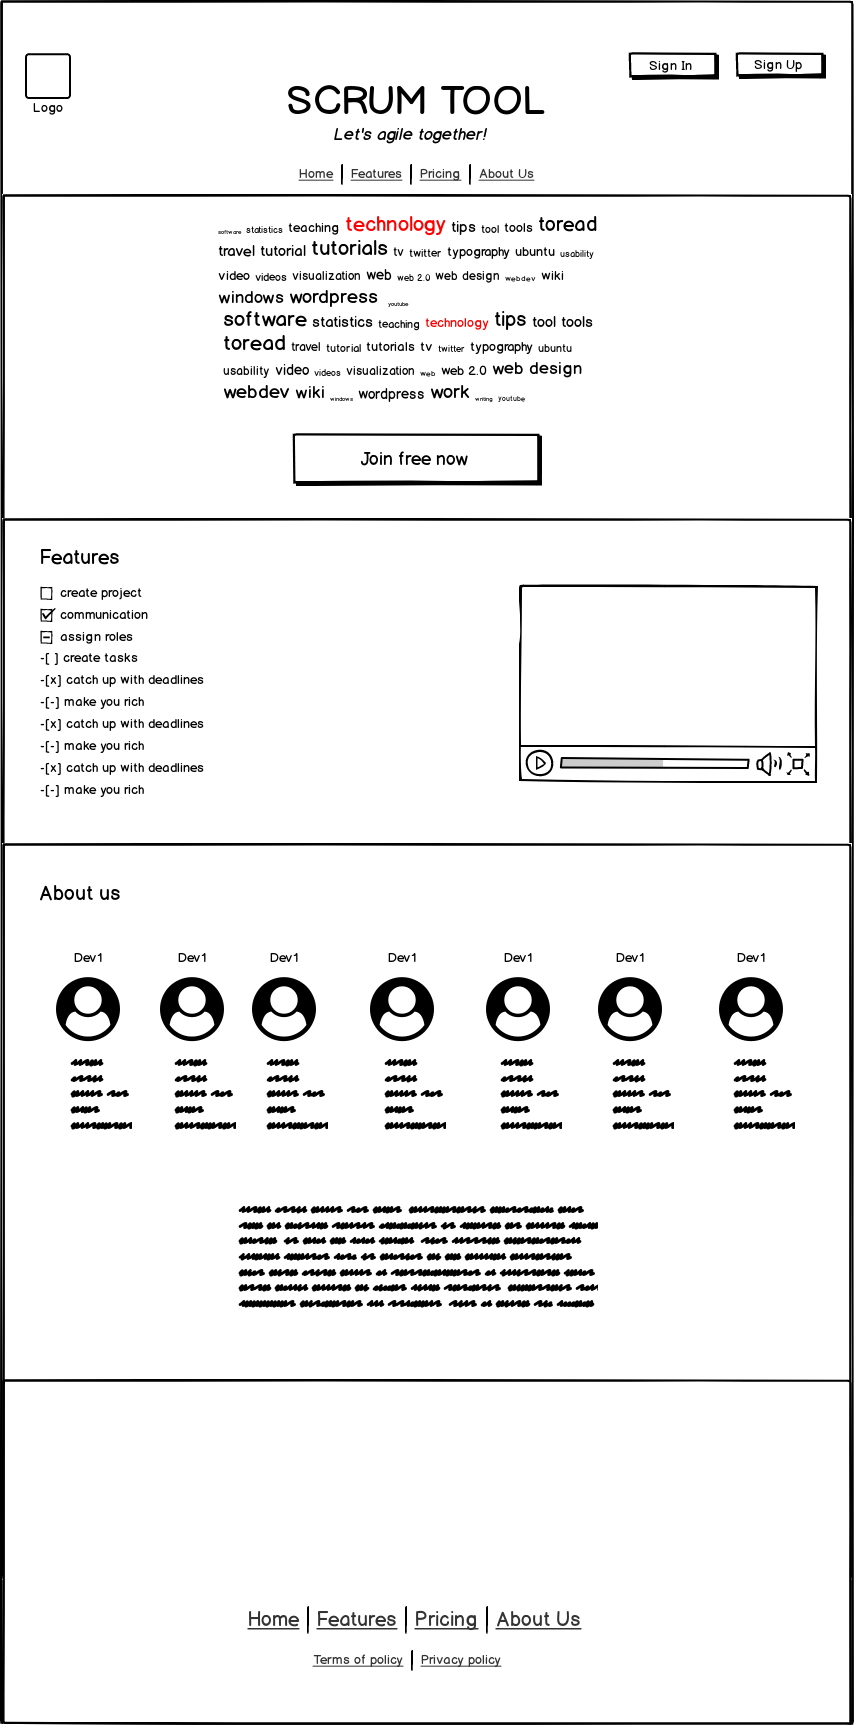 Logo
Sign In
Sign Up
SCRUM TOOL
Let's agile together!
Home | Features | Pricing | About Us
software statistics teaching technology tips tool tools toread
travel tutorial tutorials tv twitter typography ubuntu usability
video videos visualization web web 2.0 web design webdev wiki
windows wordpress youtube
software statistics teaching technology tips tool tools
toread travel tutorial tutorials tv twitter typography ubuntu
usability video videos visualization web web 2.0 web design
webdev wiki windows wordpress work writing youtube
Join free now
Features
create project
communication
assign roles
-[ ] create tasks
-[x] catch up with deadlines
-[-] make you rich
-[x] catch up with deadlines
-[-] make you rich
-[x] catch up with deadlines
-[-] make you rich
About us
Dev1 Dev1 Dev1 Dev1 Dev1 Dev1 Dev1
Home | Features | Pricing | About Us
Terms of policy | Privacy policy